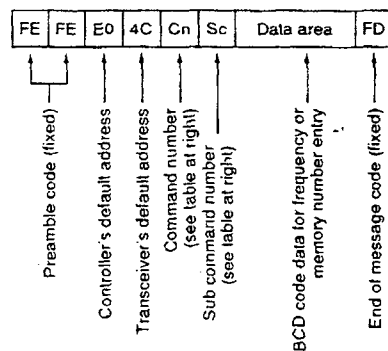 FE FE E0 4C Cn Sc Data area FD
Preamble code (fixed)
Controller's default address
Transceiver's default address
Command number
(see table at right)
Sub command number
(see table at right)
BCD code data for frequency or
memory number entry
End of message code (fixed)